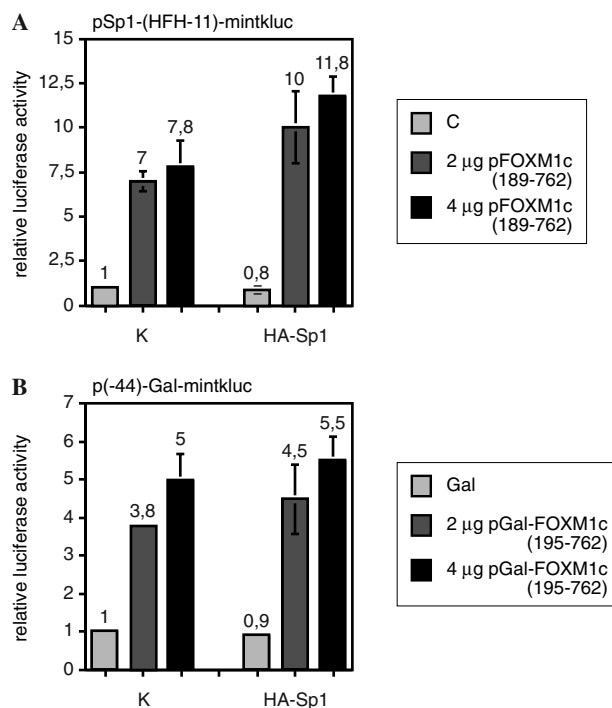 A
pSp1-(HFH-11)-mintkluc
relative luciferase activity
15
12,5
10
7,5
5
2,5
0
1
7
7,8
0,8
10
11,8
K
HA-Sp1
C
2 µg pFOXM1c
(189-762)
4 µg pFOXM1c
(189-762)
B
p(-44)-Gal-mintkluc
relative luciferase activity
7
6
5
4
3
2
1
0
1
3,8
5
0,9
4,5
5,5
K
HA-Sp1
Gal
2 µg pGal-FOXM1c
(195-762)
4 µg pGal-FOXM1c
(195-762)